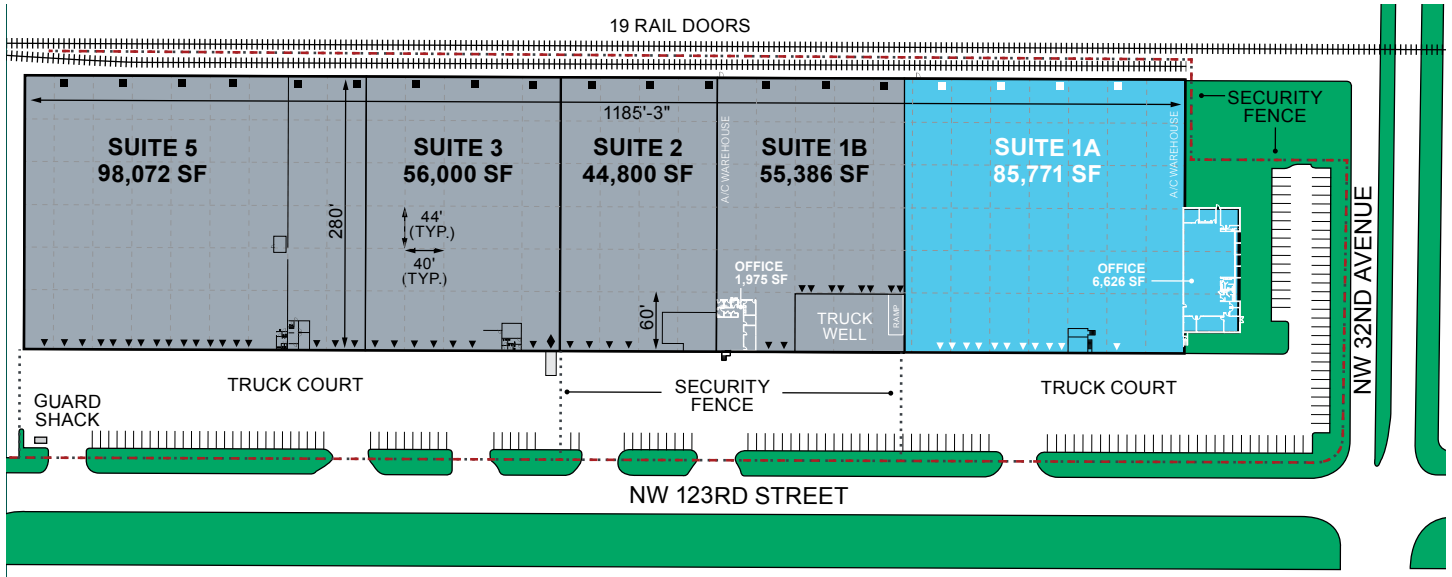 19 RAIL DOORS
SECURITY
FENCE
1185'-3"
SUITE 5
98,072 SF
SUITE 3
56,000 SF
SUITE 2
44,800 SF
SUITE 1B
55,386 SF
SUITE 1A
85,771 SF
A/C WAREHOUSE
A/C WAREHOUSE
280'
44'
(TYP.)
40'
(TYP.)
60'
OFFICE
1,975 SF
TRUCK
WELL
RAMP
OFFICE
6,626 SF
NW 32ND AVENUE
TRUCK COURT
SECURITY
FENCE
TRUCK COURT
GUARD
SHACK
NW 123RD STREET